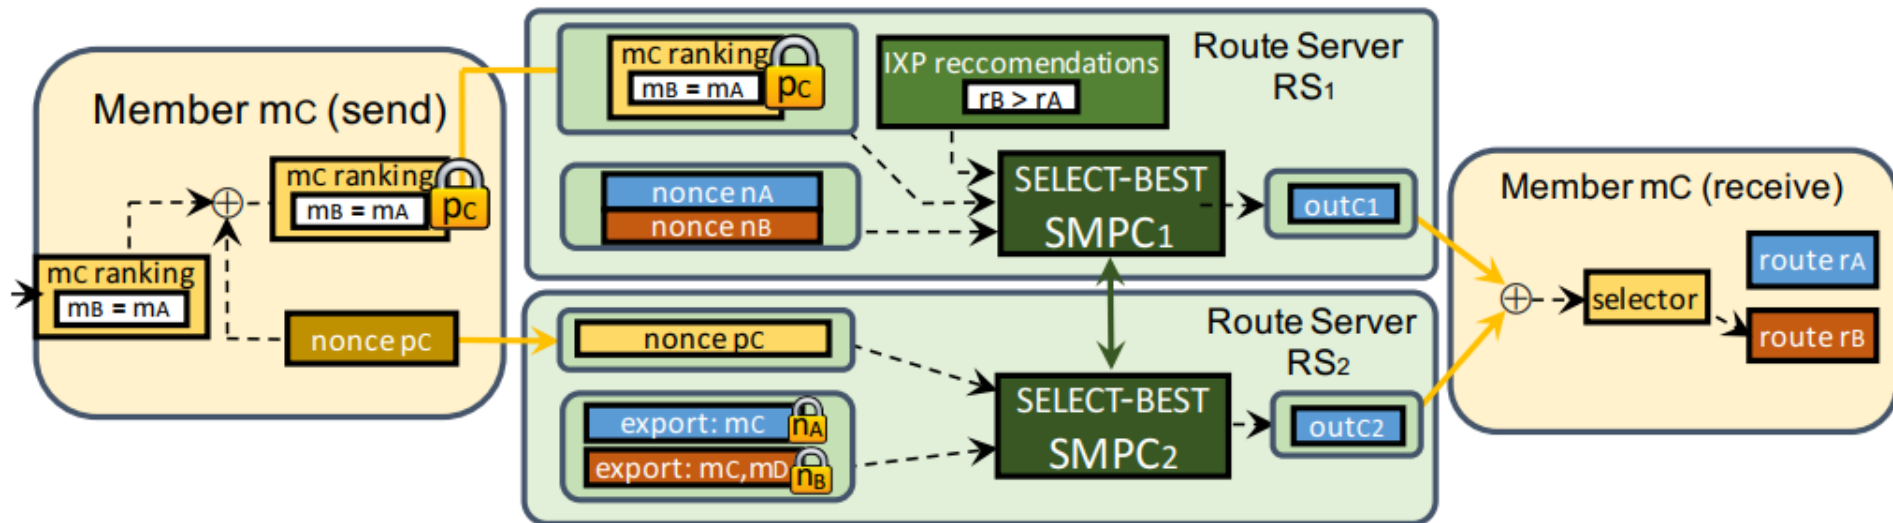 Member mC (send)
mC ranking
mB = mA
pC
mC ranking
mB = mA
nonce pC
Route Server
RS1
mC ranking
mB = mA
pC
IXP reccomendations
rB > rA
nonce nA
nonce nB
SELECT-BEST
SMPC1
outC1
Route Server
RS2
nonce pC
export: mC
nA
export: mC,mD
nB
SELECT-BEST
SMPC2
outC2
Member mC (receive)
selector
route rA
route rB